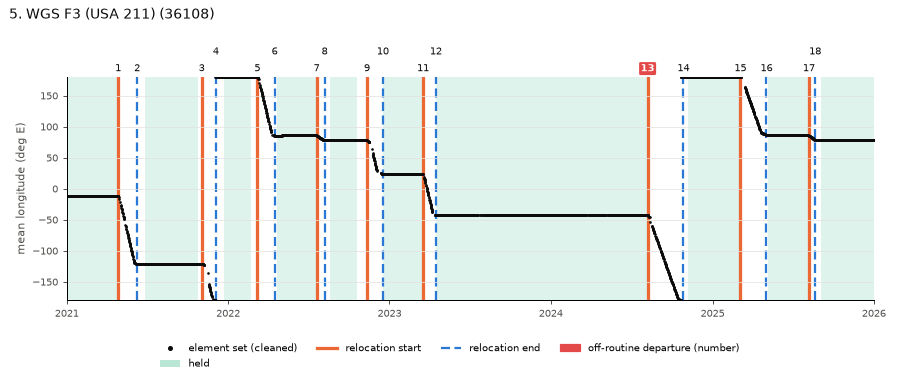 5. WGS F3 (USA 211) (36108)
4 6 8 10 12 18
1 2 3 5 7 9 11 13 14 15 16 17
150
100
50
0
−50
−100
−150
mean longitude (deg E)
2021 2022 2023 2024 2025 2026
element set (cleaned) relocation start relocation end off-routine departure (number)
held